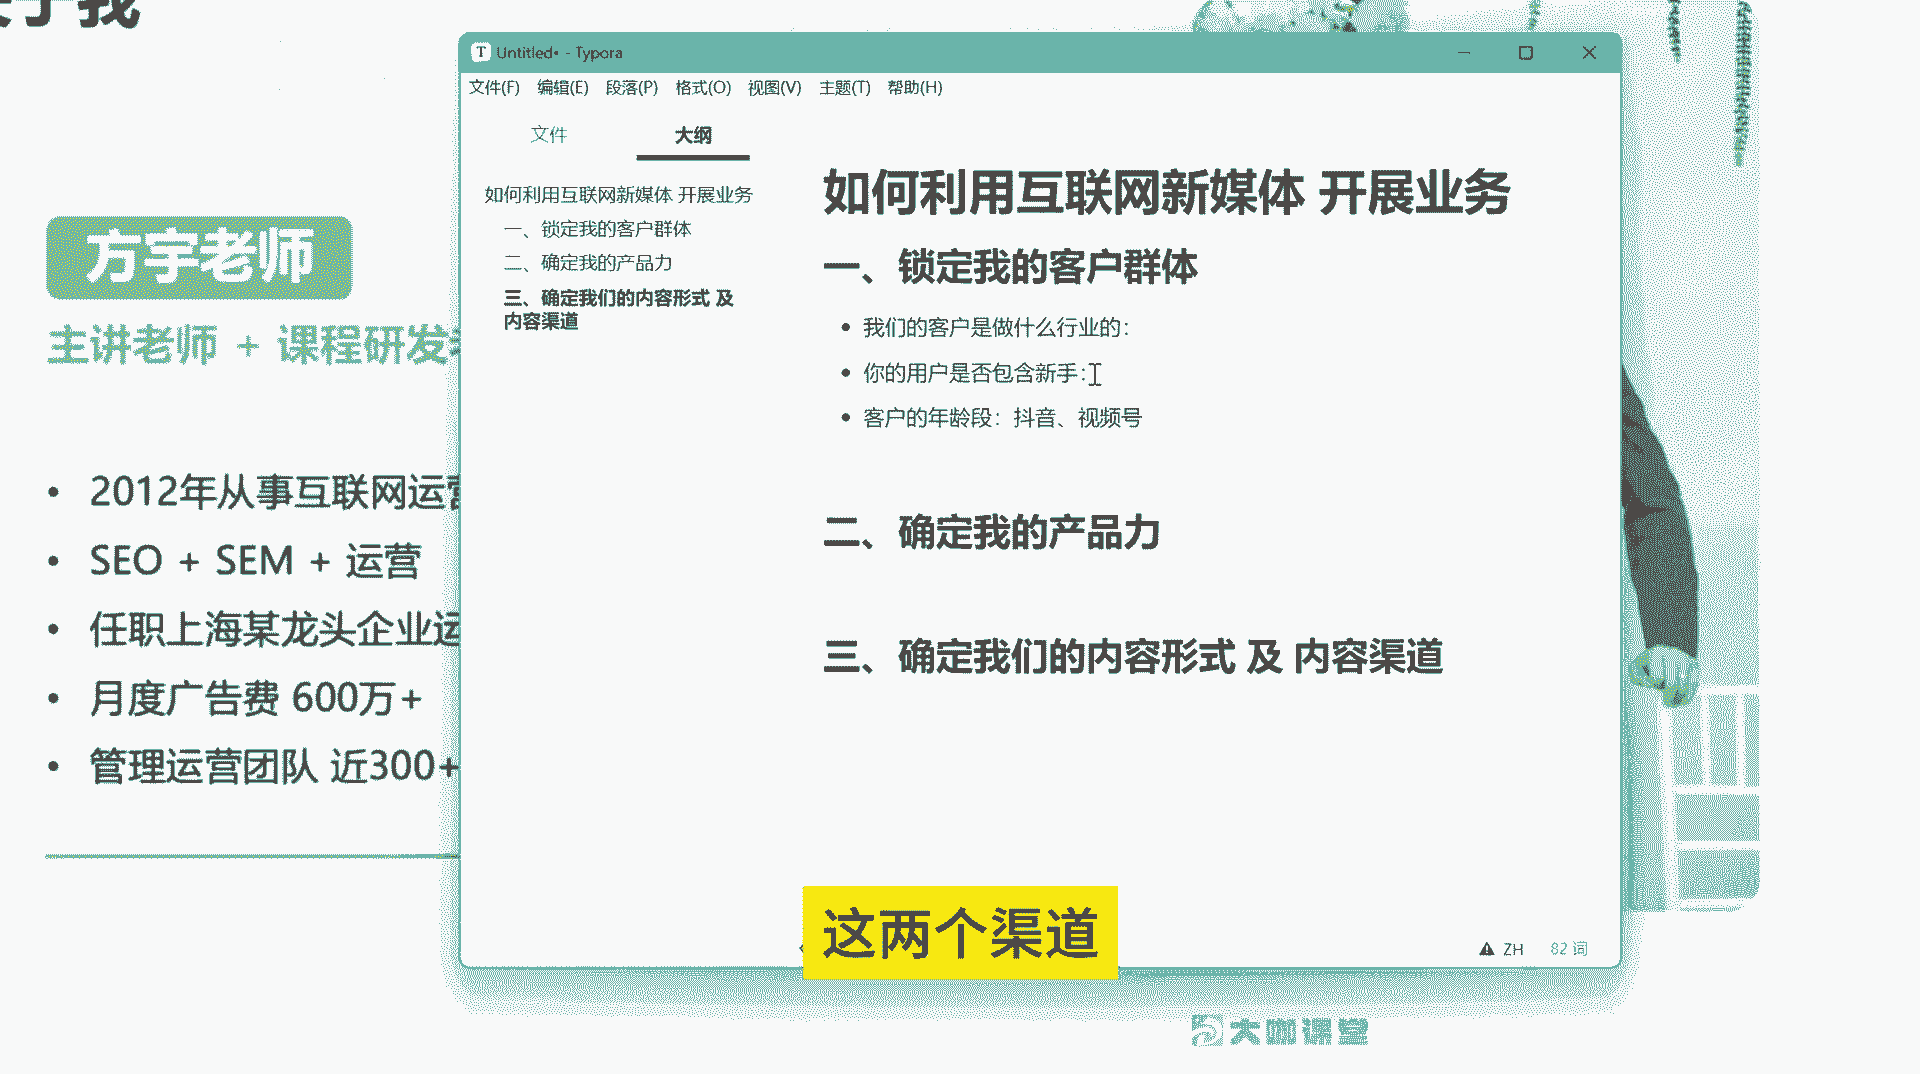 于我
方宇老师
主讲老师 + 课程研发
2012年从事互联网运营
SEO + SEM + 运营
任职上海某龙头企业运
月度广告费 600万+
管理运营团队 近300+
Untitled• - Typora
文件(F) 编辑(E) 段落(P) 格式(O) 视图(V) 主题(T) 帮助(H)
文件 大纲
如何利用互联网新媒体 开展业务
一、锁定我的客户群体
二、确定我的产品力
三、确定我们的内容形式 及
内容渠道
如何利用互联网新媒体 开展业务
一、锁定我的客户群体
我们的客户是做什么行业的：
你的用户是否包含新手：
客户的年龄段：抖音、视频号
二、确定我的产品力
三、确定我们的内容形式 及 内容渠道
这两个渠道
ZH 82 词
大咖课堂